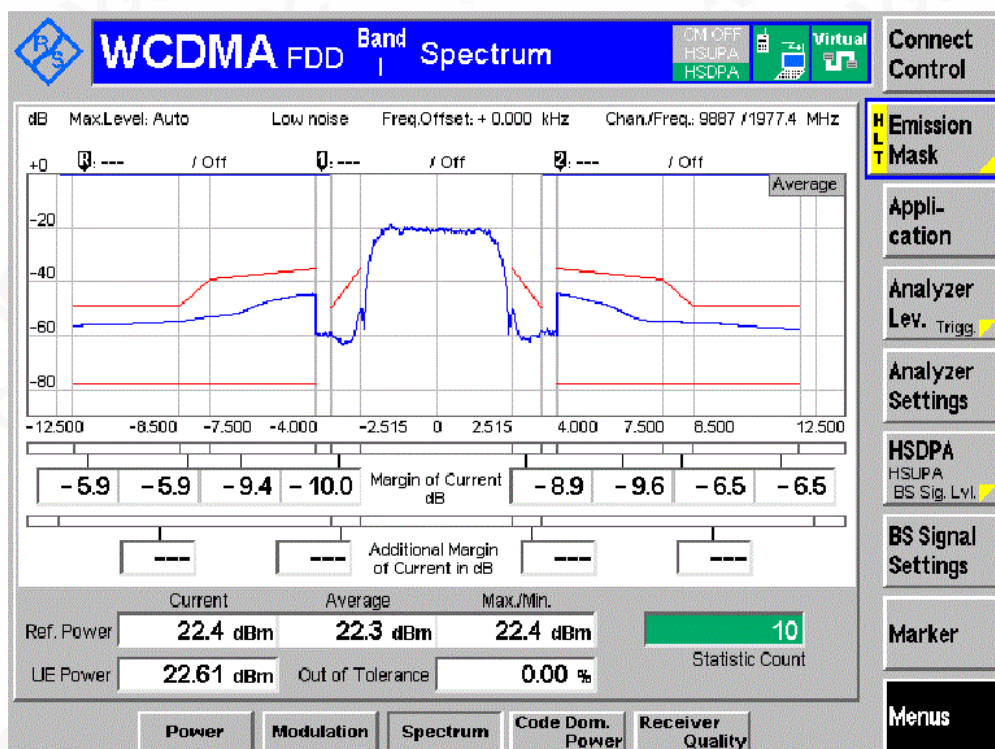 R S
WCDMA FDD Band I Spectrum
CM OFF
HSUPA
HSDPA
Virtual
Connect Control
dB Max.Level: Auto Low noise Freq.Offset: + 0.000 kHz Chan./Freq.: 9887 / 1977.4 MHz
HLT Emission Mask
R: --- / Off 1: --- / Off 2: --- / Off
Average
+0
-20
-40
-60
-80
-12.500 -8.500 -7.500 -4.000 -2.515 0 2.515 4.000 7.500 8.500 12.500
Appli-
cation
Analyzer
Lev. Trigg.
Analyzer
Settings
HSDPA
HSUPA
BS Sig. Lvl.
BS Signal
Settings
Marker
Menus
-5.9 -5.9 -9.4 -10.0 Margin of Current dB -8.9 -9.6 -6.5 -6.5
--- --- Additional Margin of Current in dB --- ---
Current Average Max./Min.
Ref. Power 22.4 dBm 22.3 dBm 22.4 dBm
10
Statistic Count
UE Power 22.61 dBm Out of Tolerance 0.00 %
Power
Modulation
Spectrum
Code Dom.
Power
Receiver
Quality